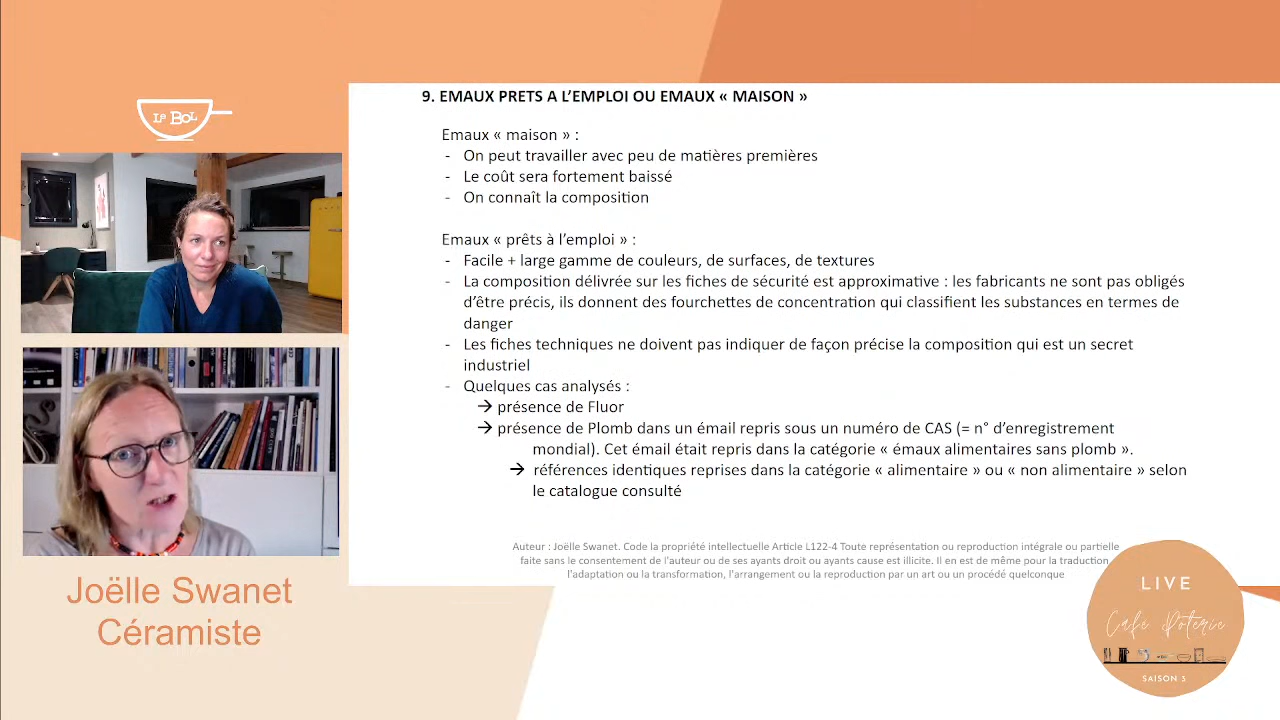 Le BOL
9. EMAUX PRETS A L'EMPLOI OU EMAUX « MAISON »
Emaux « maison » :
- On peut travailler avec peu de matières premières
- Le coût sera fortement baissé
- On connaît la composition
Emaux « prêts à l'emploi » :
- Facile + large gamme de couleurs, de surfaces, de textures
- La composition délivrée sur les fiches de sécurité est approximative : les fabricants ne sont pas obligés
d'être précis, ils donnent des fourchettes de concentration qui classifient les substances en termes de
danger
- Les fiches techniques ne doivent pas indiquer de façon précise la composition qui est un secret
industriel
- Quelques cas analysés :
→ présence de Fluor
→ présence de Plomb dans un émail repris sous un numéro de CAS (= n° d'enregistrement
mondial). Cet émail était repris dans la catégorie « émaux alimentaires sans plomb ».
→ références identiques reprises dans la catégorie « alimentaire » ou « non alimentaire » selon
le catalogue consulté
Auteur : Joëlle Swanet. Code la propriété intellectuelle Article L122-4 Toute représentation ou reproduction intégrale ou partielle
faite sans le consentement de l'auteur ou de ses ayants droit ou ayants cause est illicite. Il en est de même pour la traduction,
l'adaptation ou la transformation, l'arrangement ou la reproduction par un art ou un procédé quelconque
Joëlle Swanet
Céramiste
LIVE
Café Poterie
SAISON 3